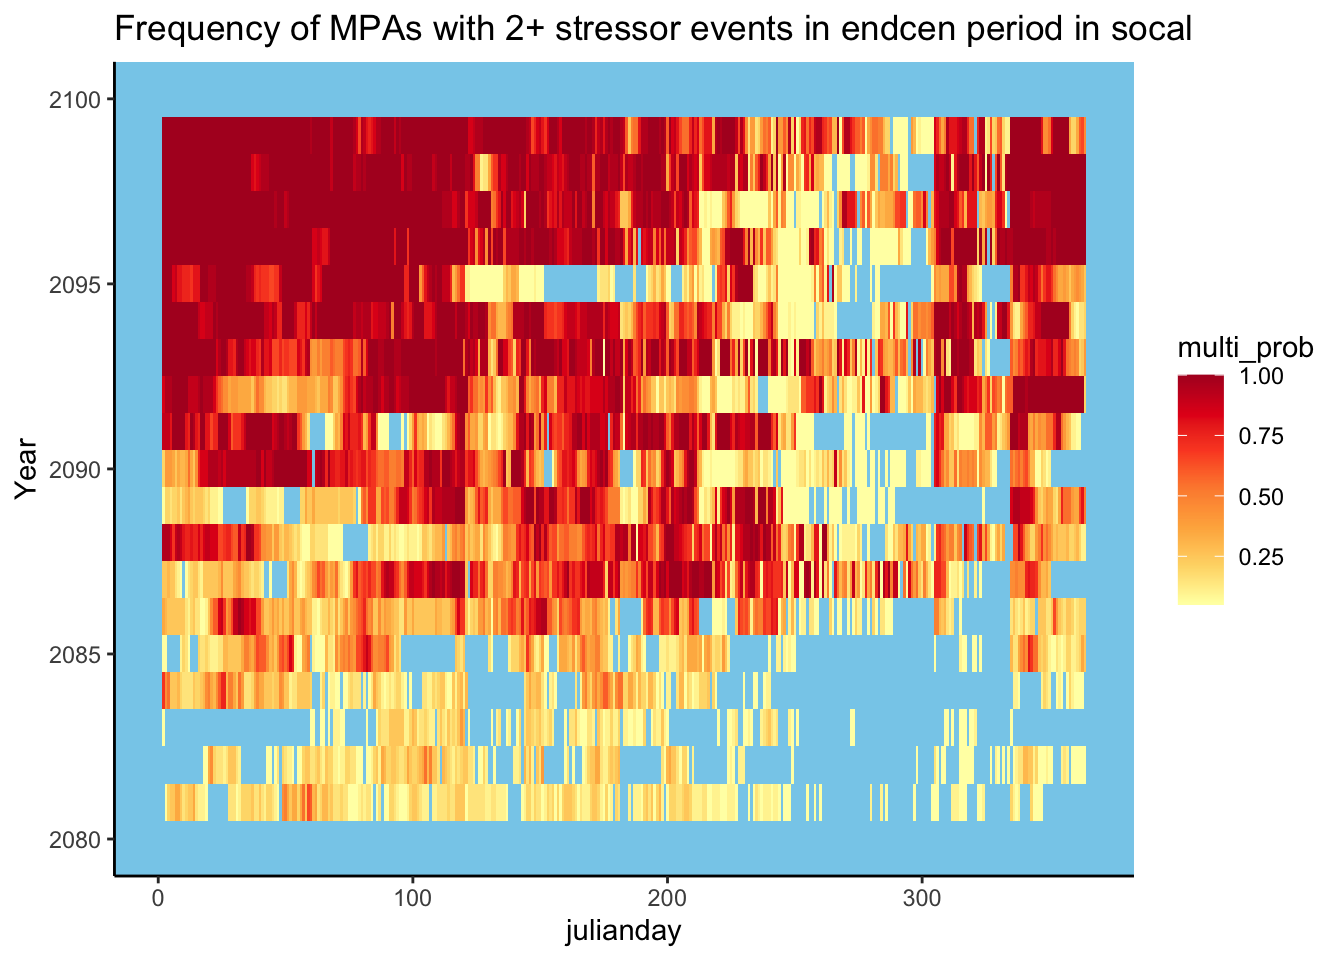 Frequency of MPAs with 2+ stressor events in endcen period in socal
2100
2095
2090
2085
2080
Year
0 100 200 300
julianday
multi_prob
1.00
0.75
0.50
0.25